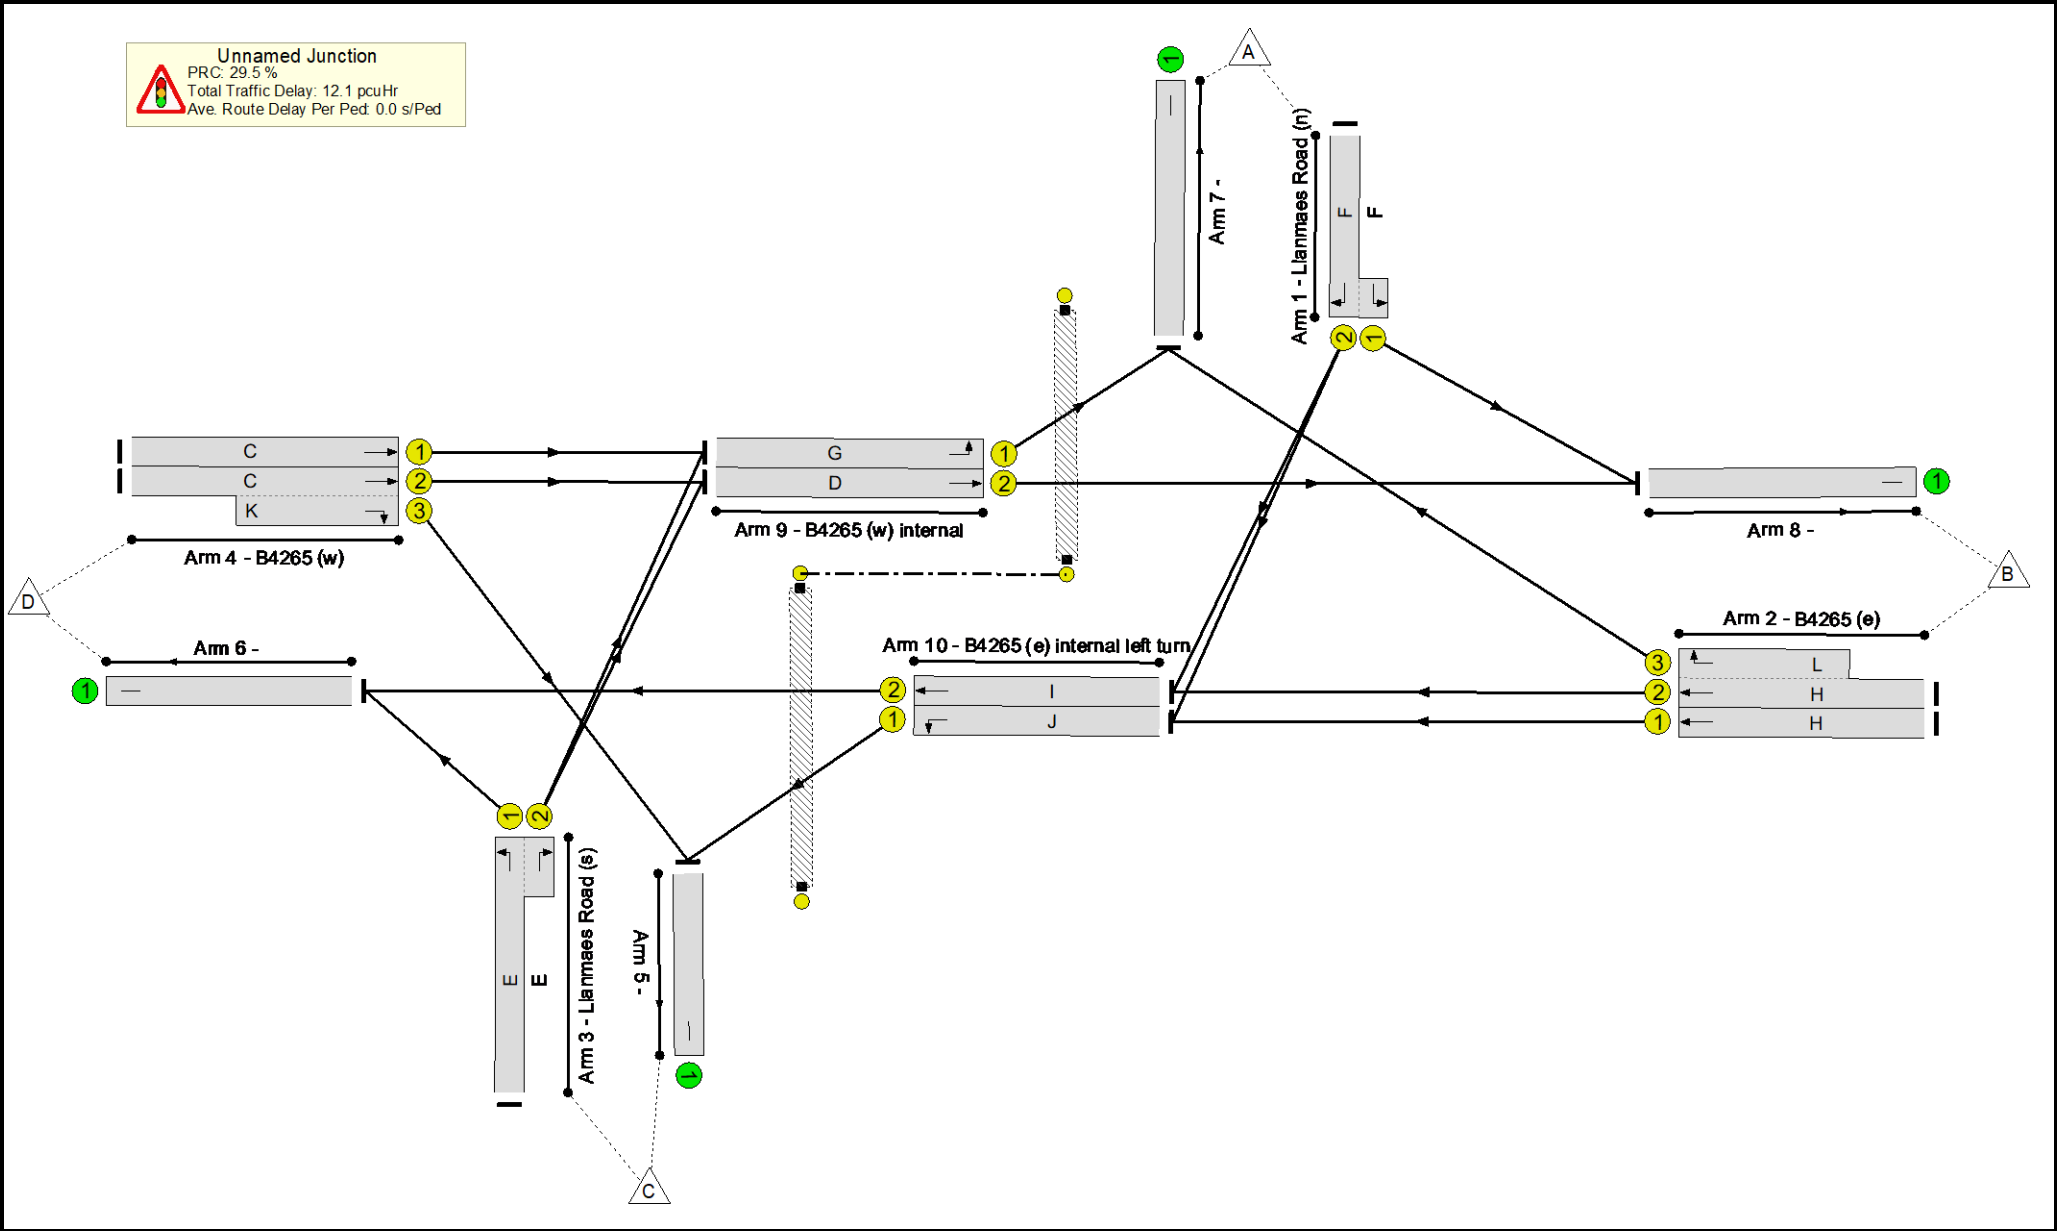 Unnamed Junction
PRC: 29.5 %
Total Traffic Delay: 12.1 pcuHr
Ave. Route Delay Per Ped: 0.0 s/Ped
1
A
Arm 7 -
Arm 1 - Llanmaes Road (n)
F
F
2
1
C
1
C
2
K
3
Arm 4 - B4265 (w)
G
1
D
2
Arm 9 - B4265 (w) internal
1
Arm 8 -
D
B
Arm 6 -
1
Arm 10 - B4265 (e) internal left turn
2
I
1
J
Arm 2 - B4265 (e)
3
L
2
H
1
H
1
2
E
E
Arm 3 - Llanmaes Road (s)
Arm 5 -
1
C